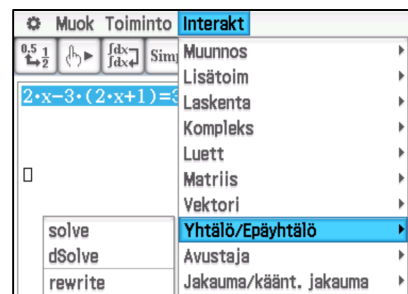 Muok Toiminto Interakt
0.5 1 2 ∫dx ∫dx Sim
2·x−3·(2·x+1)=3
Muunnos
Lisätoim
Laskenta
Kompleks
Luett
Matriis
Vektori
Yhtälö/Epäyhtälö
Avustaja
Jakauma/käänt. jakauma
solve
dSolve
rewrite